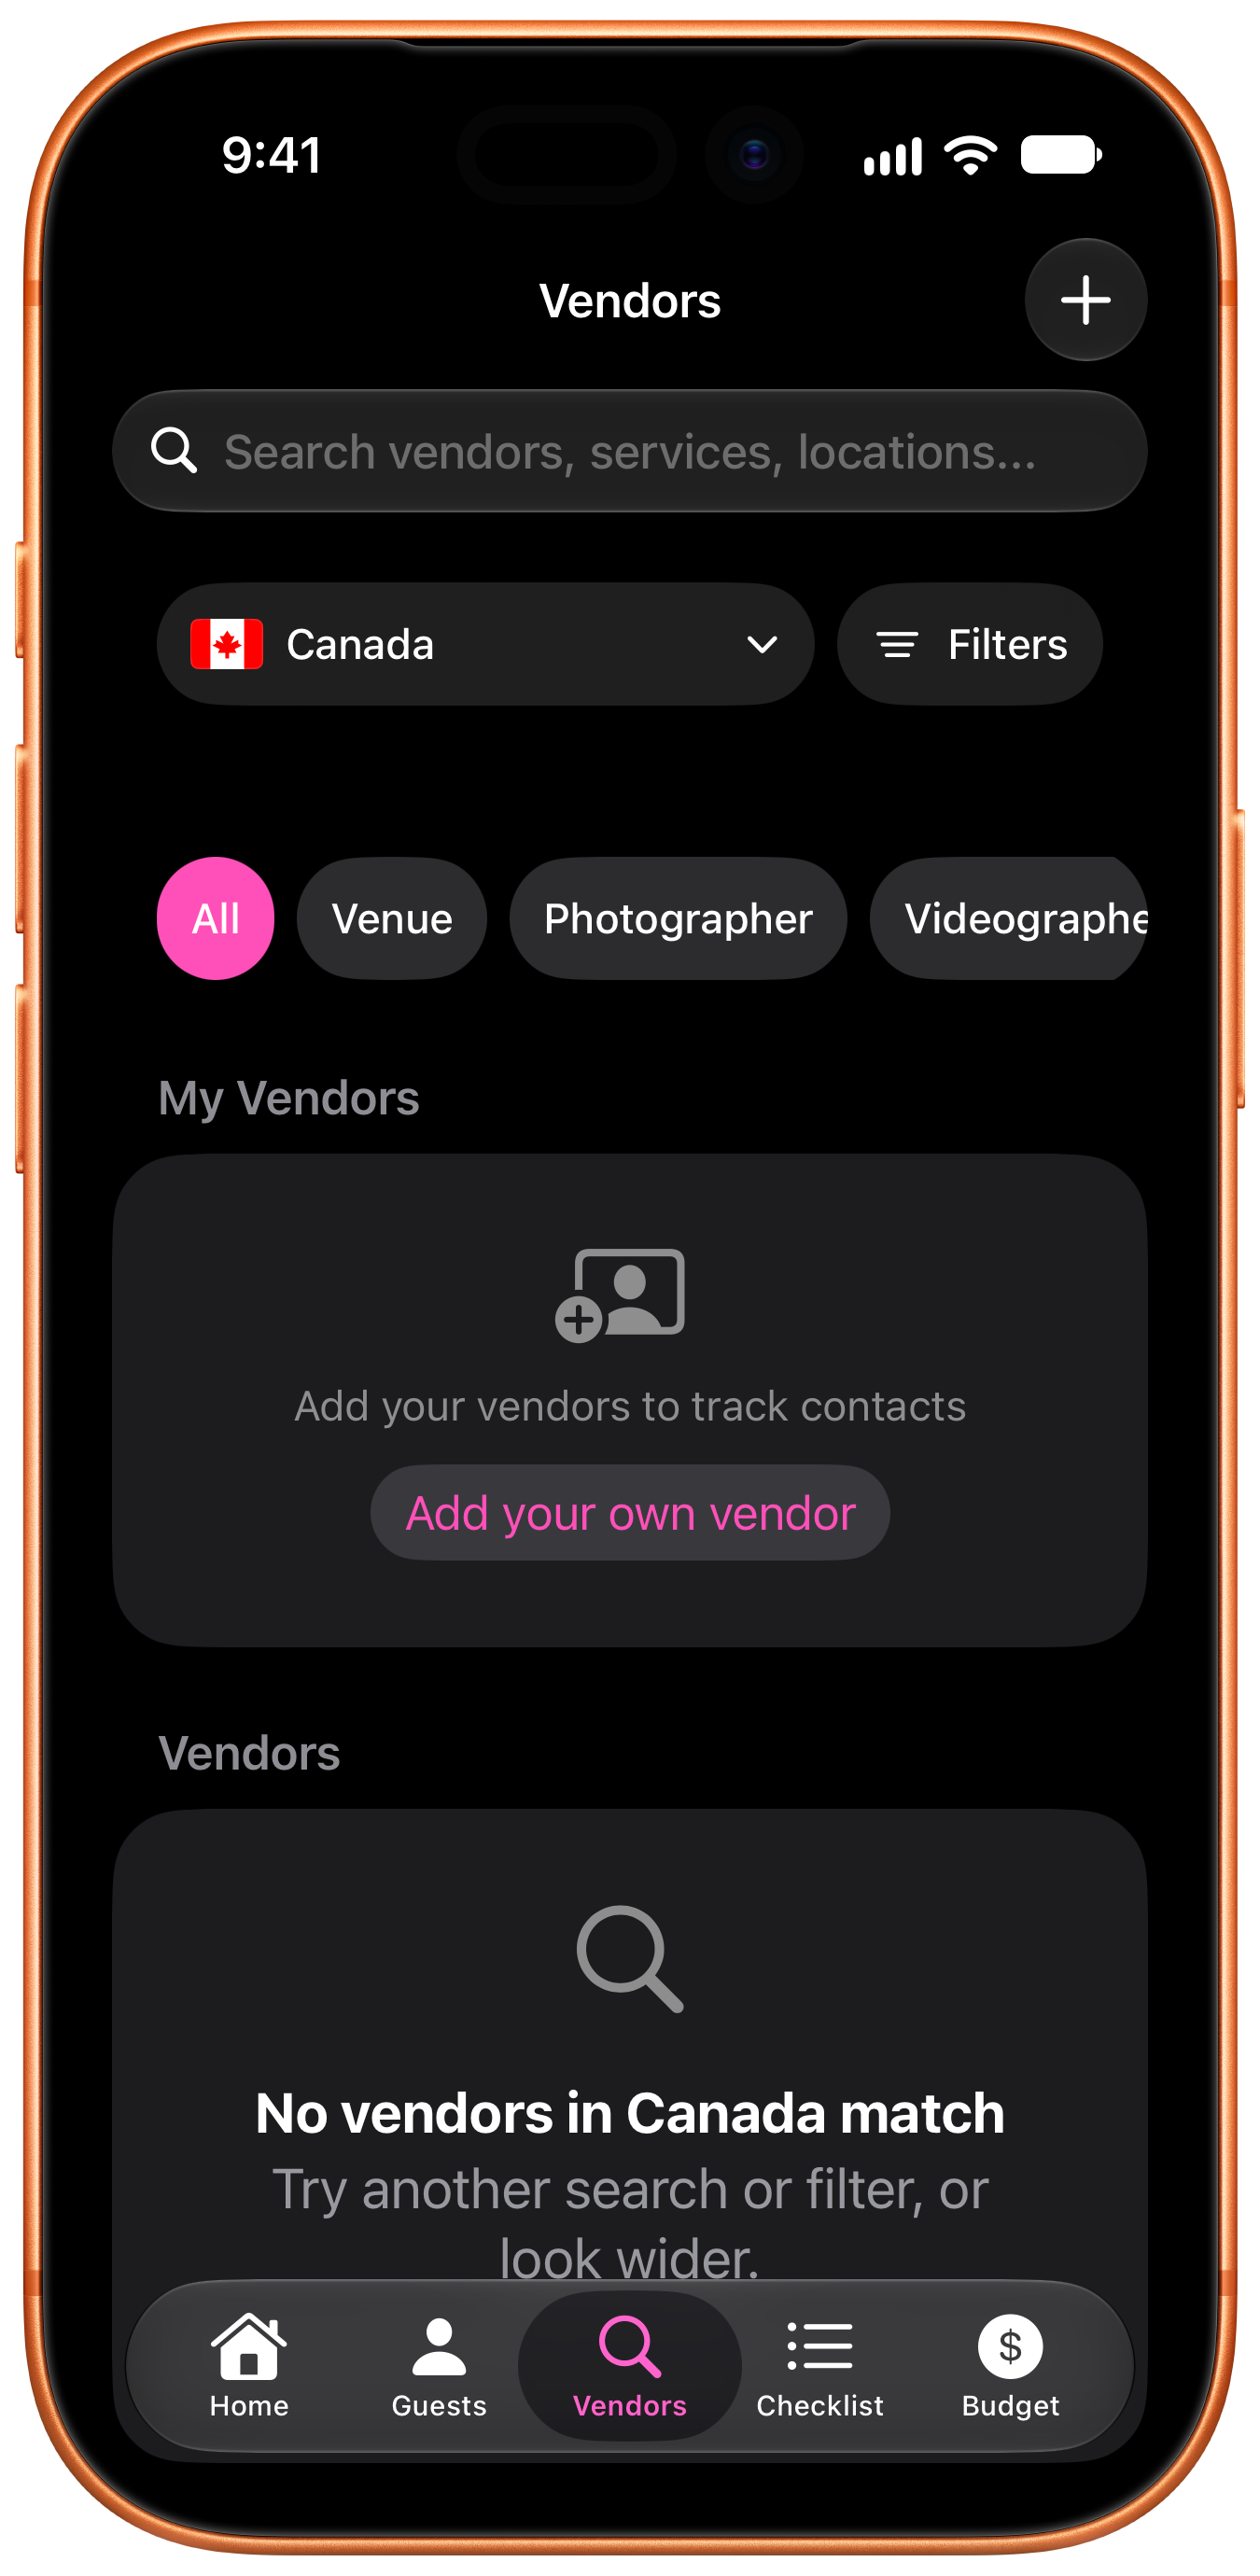 9:41
Vendors
Search vendors, services, locations...
Canada
Filters
All
Venue
Photographer
Videographe
My Vendors
Add your vendors to track contacts
Add your own vendor
Vendors
No vendors in Canada match
Try another search or filter, or
look wider.
Home
Guests
Vendors
Checklist
$
Budget